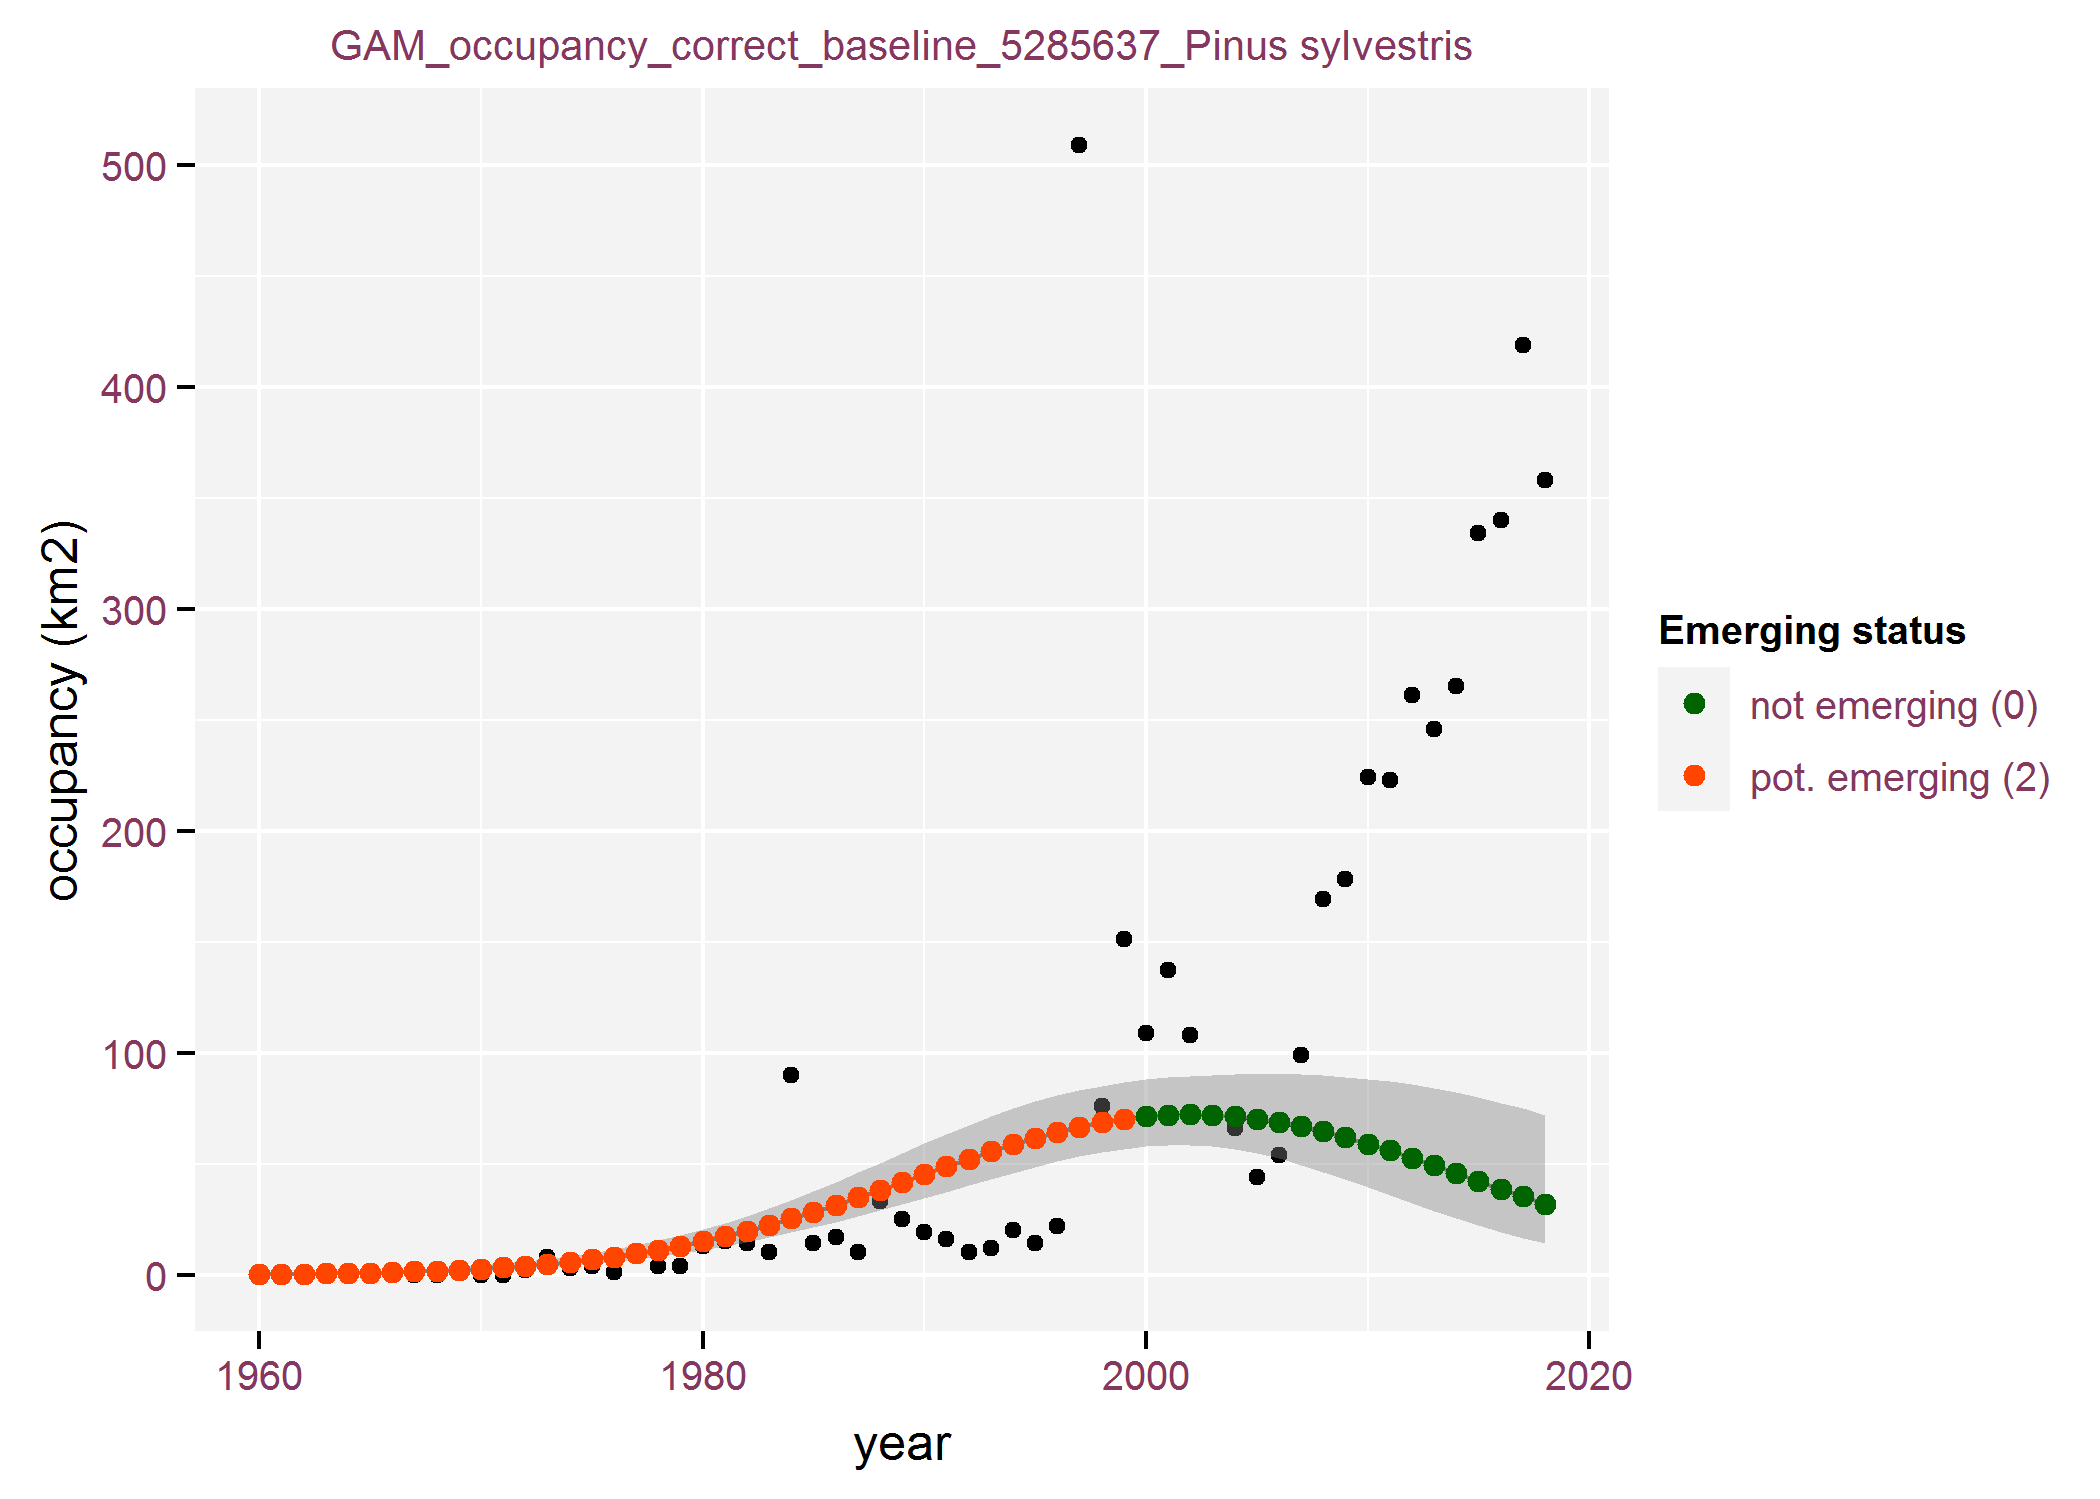 GAM_occupancy_correct_baseline_5285637_Pinus sylvestris
500
400
300
200
100
0
occupancy (km2)
1960
1980
2000
2020
year
Emerging status
not emerging (0)
pot. emerging (2)